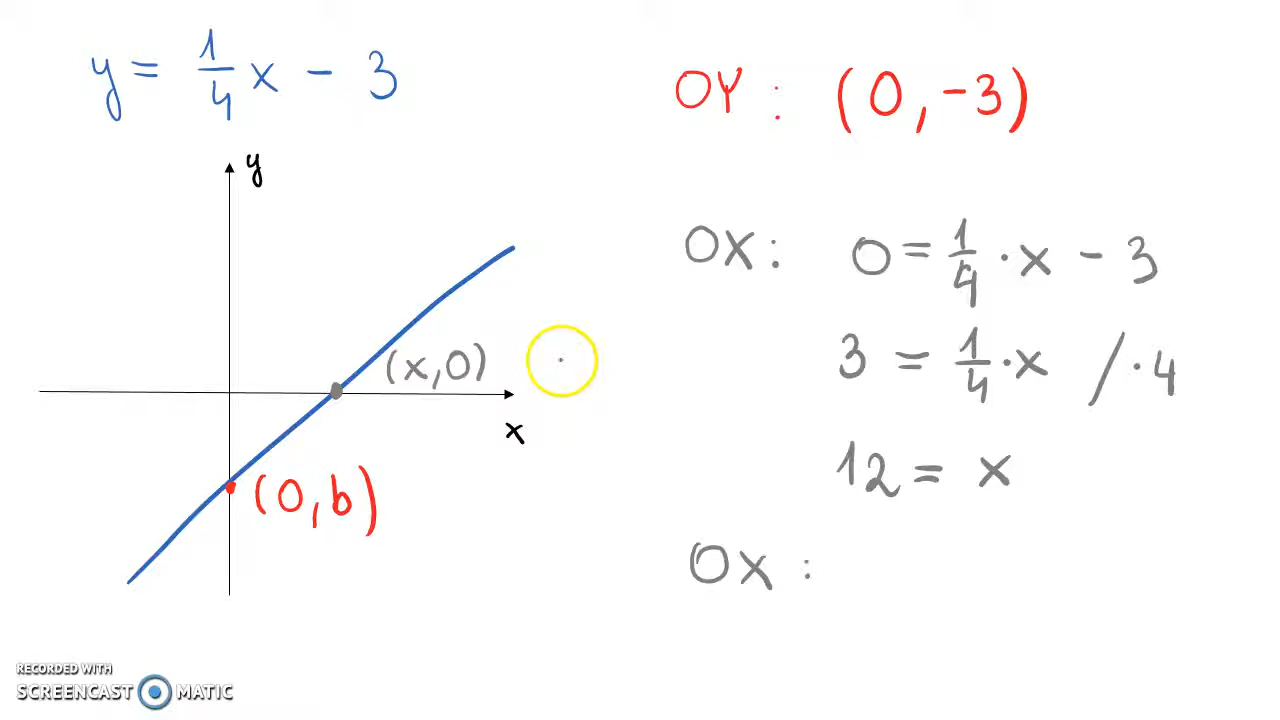 y = 1/4 x - 3
OY : (0, -3)
y
OX : 0 = 1/4 · x - 3
3 = 1/4 · x / · 4
(x, 0)
x
12 = x
(0, b)
OX :
RECORDED WITH
SCREENCAST MATIC